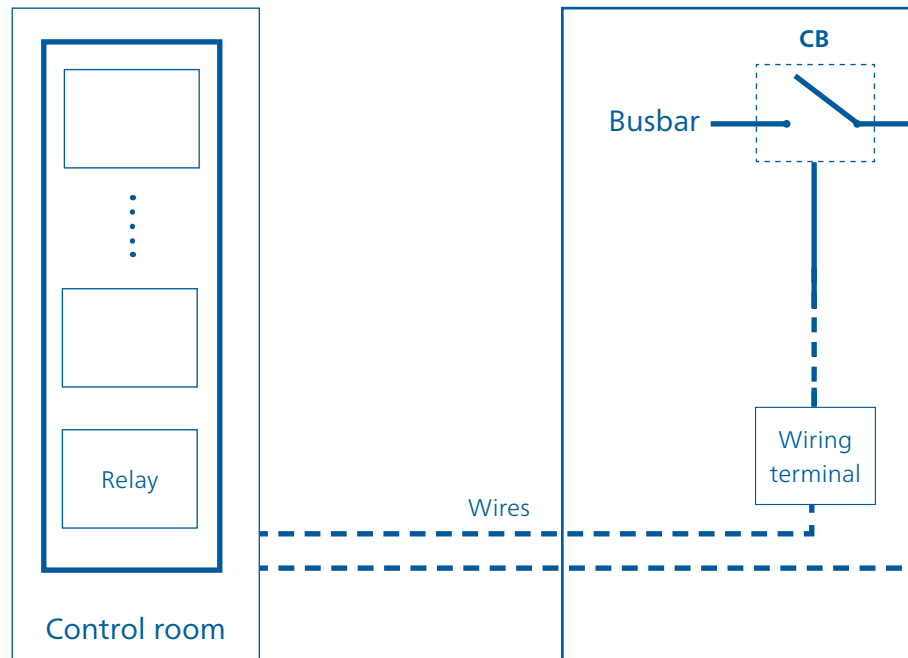 CB
Busbar
Wiring
terminal
Relay
Wires
Control room